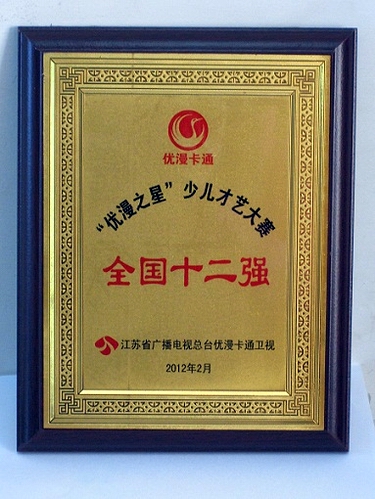 优漫卡通
“优漫之星”少儿才艺大赛
全国十二强
江苏省广播电视总台优漫卡通卫视
2012年2月